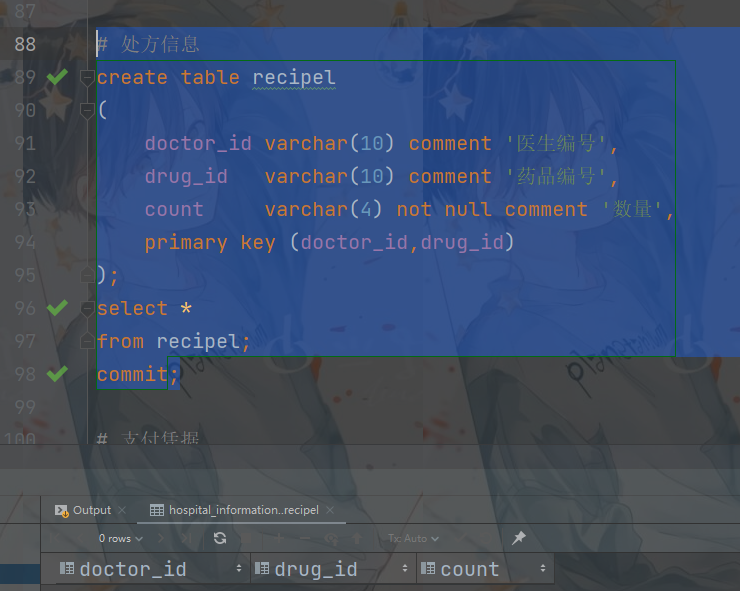 87
88 # 处方信息
89 create table recipel
90 (
91 doctor_id varchar(10) comment '医生编号',
92 drug_id varchar(10) comment '药品编号',
93 count varchar(4) not null comment '数量',
94 primary key (doctor_id,drug_id)
95 );
96 select *
97 from recipel;
98 commit;
99
100 # 支付凭据
Output hospital_information..recipel
0 rows Tx: Auto
doctor_id drug_id count